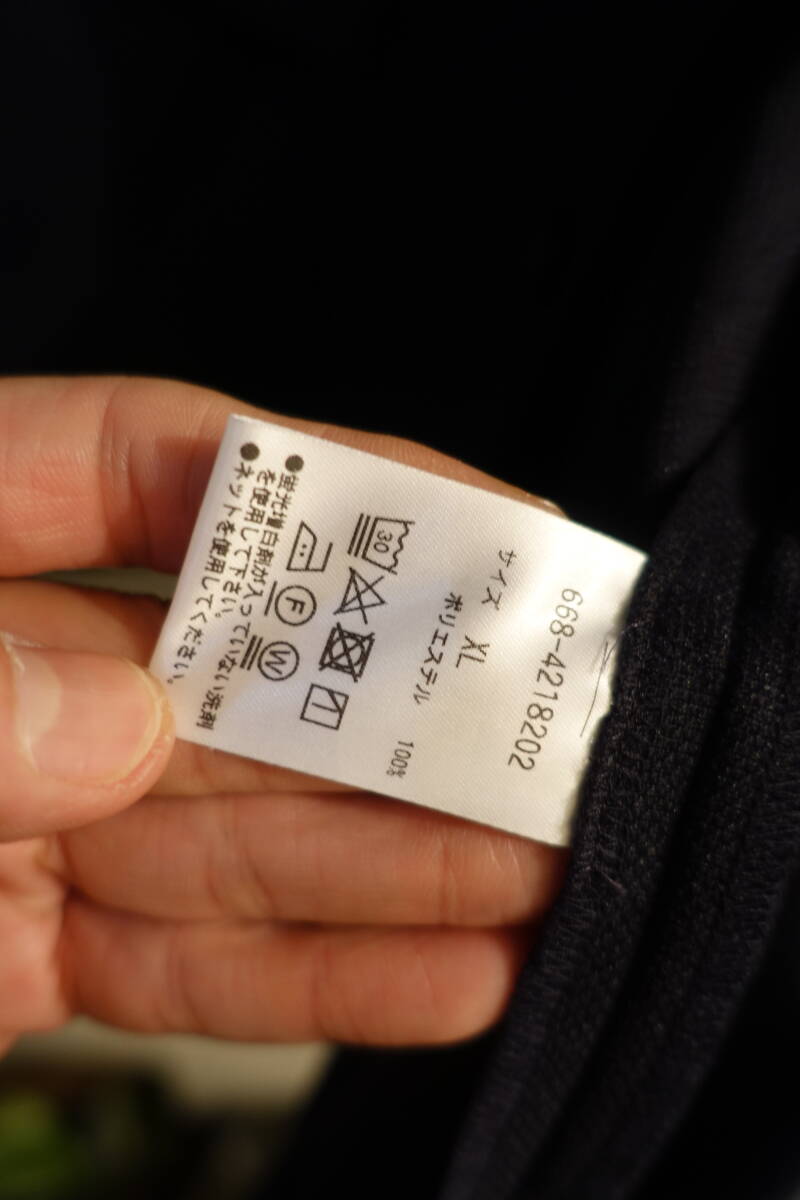 668-4218202
サイズ XL
ポリエステル 100%
30
F W
●蛍光増白剤が入っていない洗剤
を使用して下さい。
●ネットを使用してください。